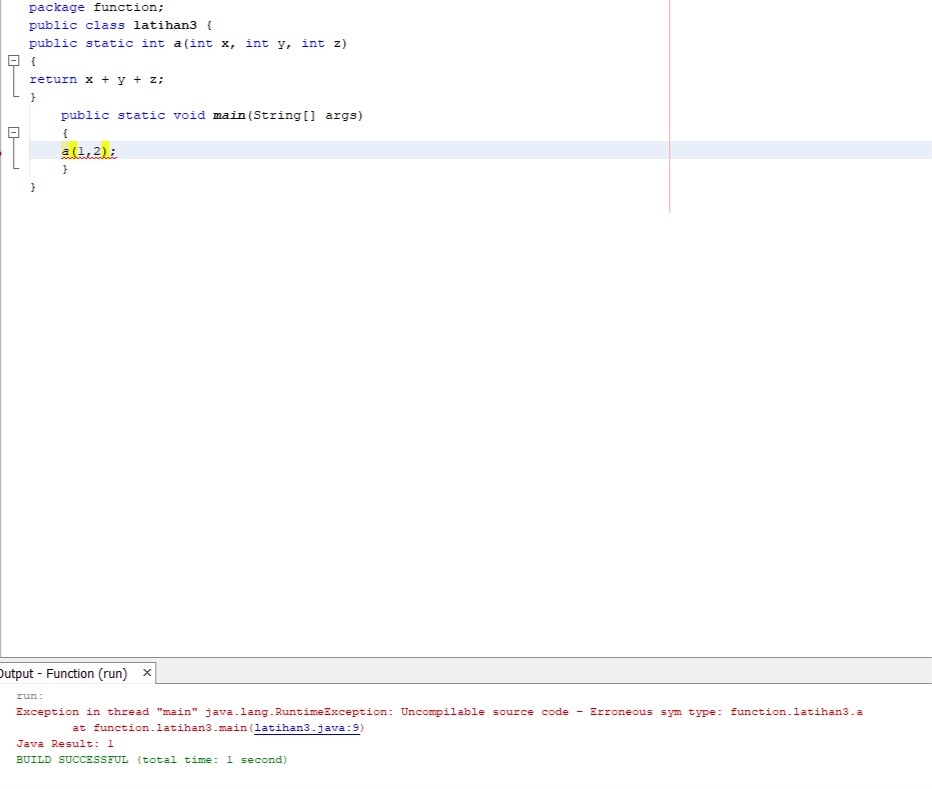 package function;
public class latihan3 {
public static int a(int x, int y, int z)
{
return x + y + z;
}
public static void main(String[] args)
{
a(1,2);
}
}
Output - Function (run) ×
run:
Exception in thread "main" java.lang.RuntimeException: Uncompilable source code - Erroneous sym type: function.latihan3.a
at function.latihan3.main(latihan3.java:9)
Java Result: 1
BUILD SUCCESSFUL (total time: 1 second)